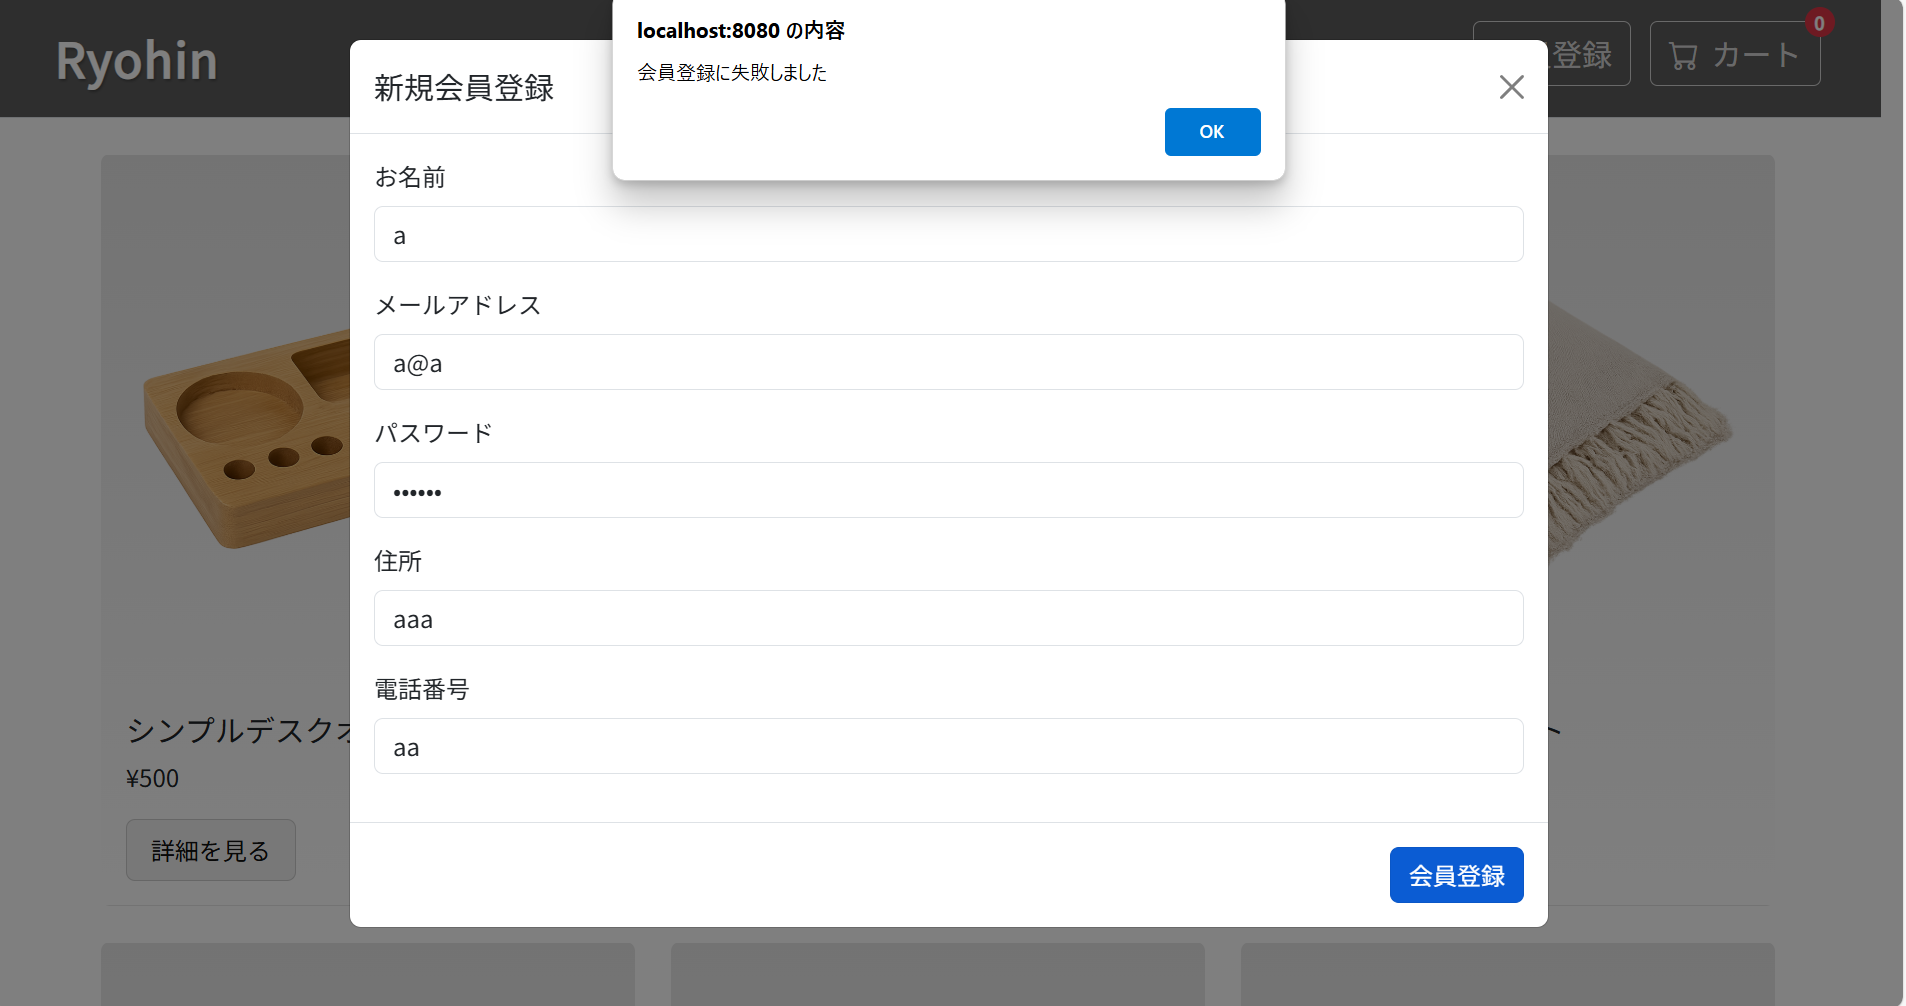 Ryohin
登録
カート
0
localhost:8080 の内容
会員登録に失敗しました
OK
新規会員登録
お名前
a
メールアドレス
a@a
パスワード
••••••
住所
aaa
電話番号
aa
会員登録
シンプルデスクオ
¥500
詳細を見る
ト